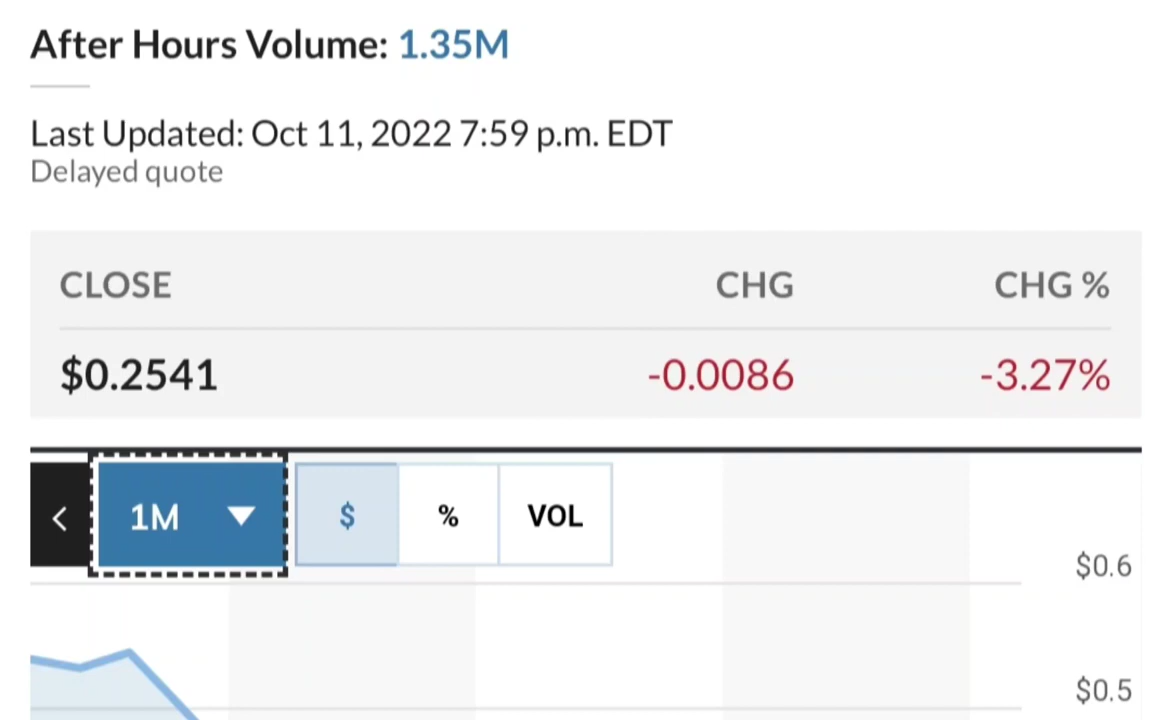 After Hours Volume: 1.35M
Last Updated: Oct 11, 2022 7:59 p.m. EDT
Delayed quote
CLOSE CHG CHG %
$0.2541 -0.0086 -3.27%
1M $ % VOL
$0.6
$0.5